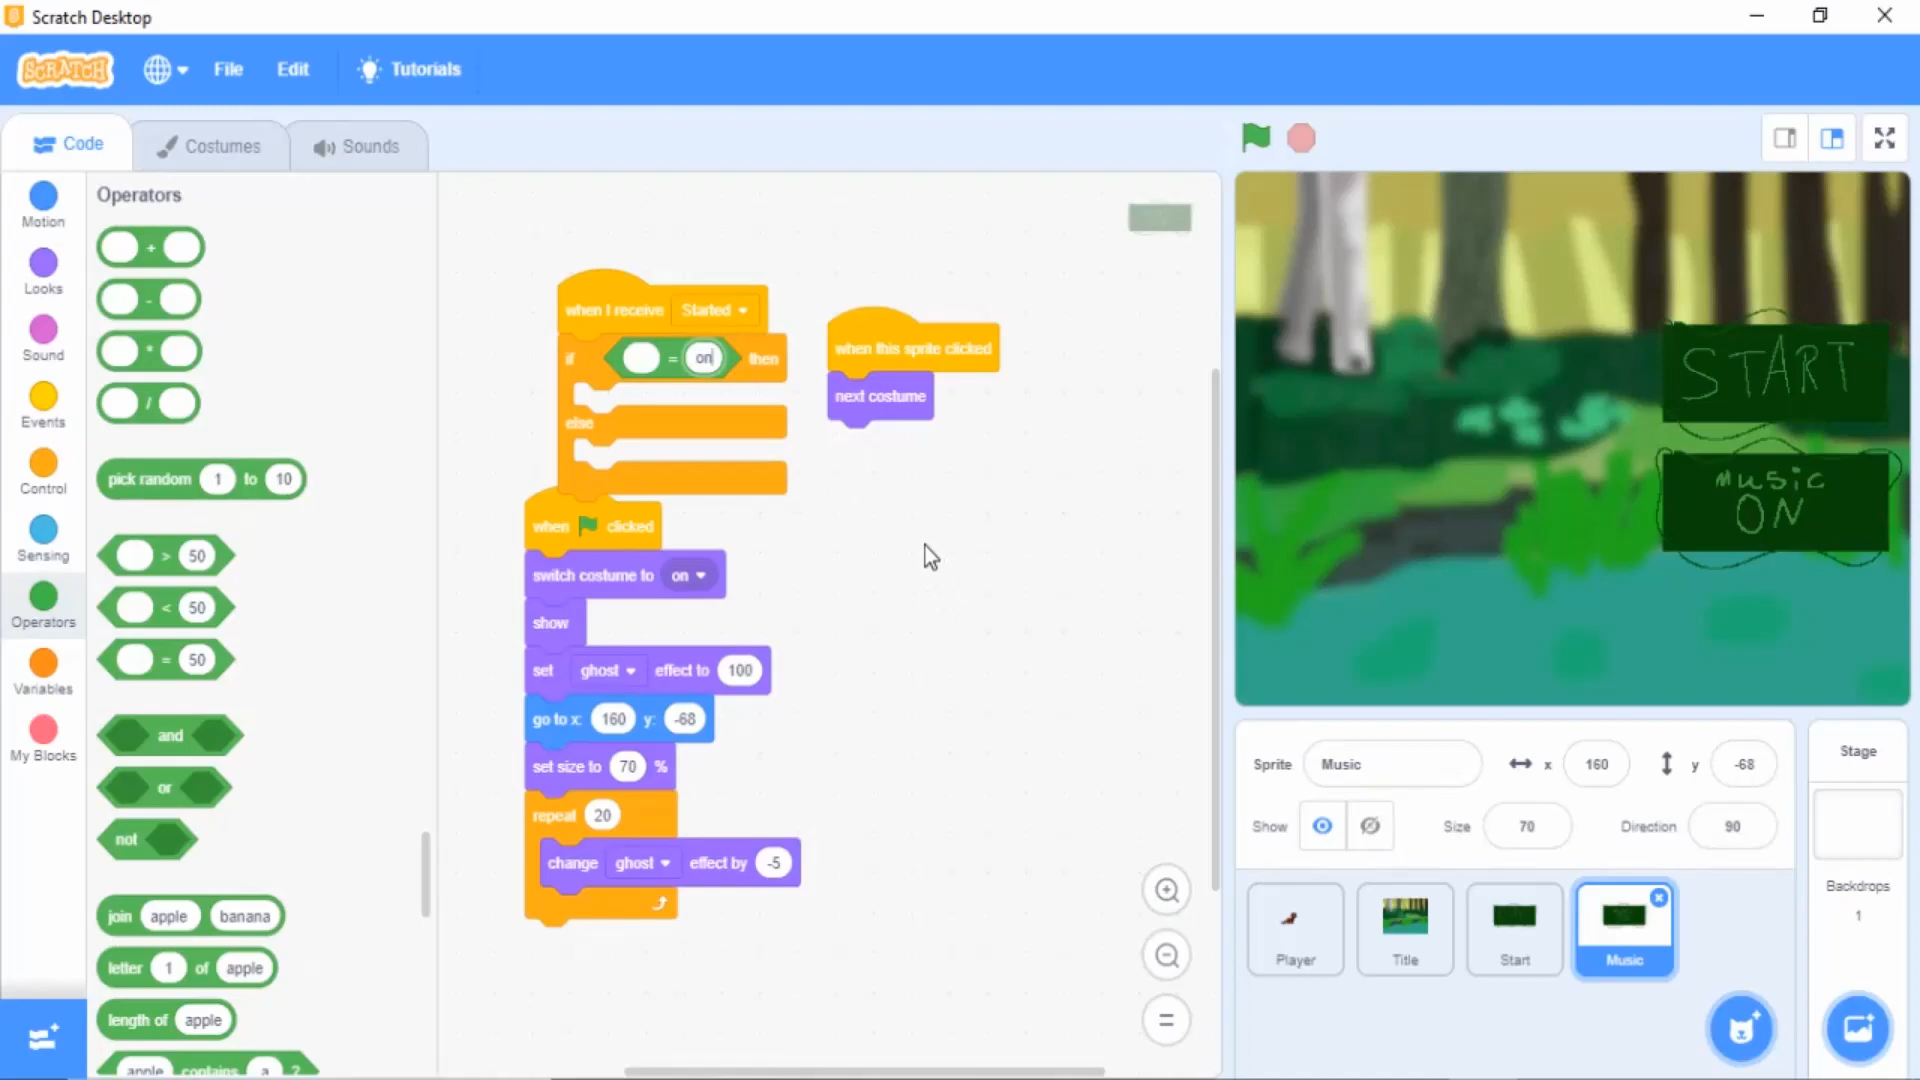 Scratch Desktop
SCRATCH
File
Edit
Tutorials
Code
Costumes
Sounds
Motion
Looks
Sound
Events
Control
Sensing
Operators
Variables
My Blocks
Operators
+
-
*
/
pick random 1 to 10
> 50
< 50
= 50
and
or
not
join apple banana
letter 1 of apple
length of apple
apple contains a ?
when I receive Started
if = on then
else
when this sprite clicked
next costume
when clicked
switch costume to on
show
set ghost effect to 100
go to x: 160 y: -68
set size to 70 %
repeat 20
change ghost effect by -5
START
MUSIC
ON
Sprite Music x 160 y -68
Show Size 70 Direction 90
Player
Title
Start
Music
Stage
Backdrops
1